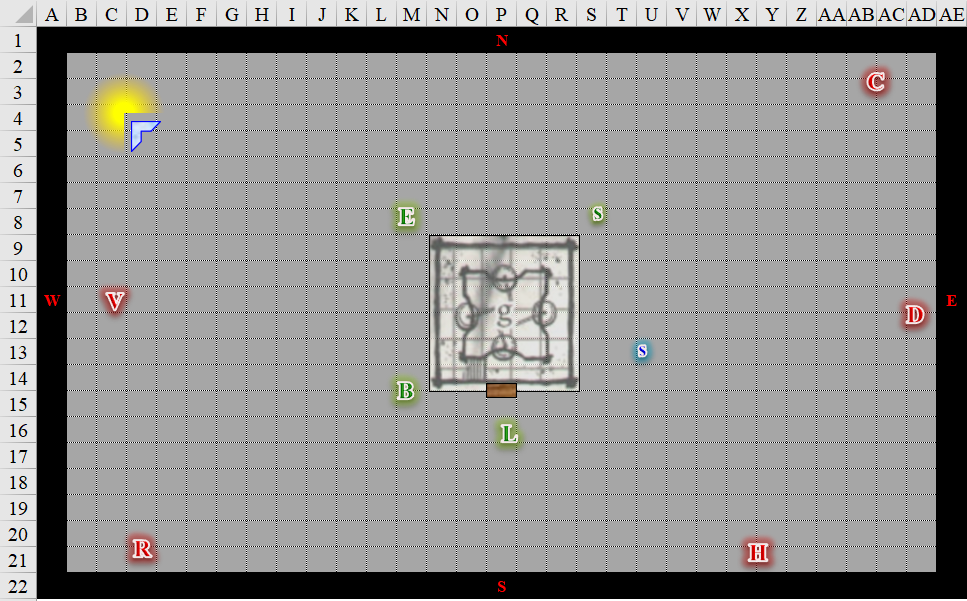 A B C D E F G H I J K L M N O P Q R S T U V W X Y Z AA AB AC AD AE
1 N
2
3 C
4
5
6
7
8 E S
9
10
11 W V g E
12 D
13 S
14
15 B
16 L
17
18
19
20
21 R H
22 S